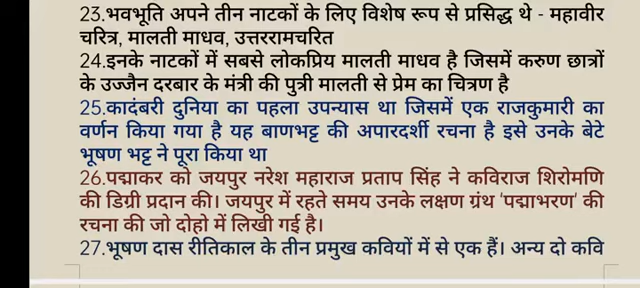 23.भवभूति अपने तीन नाटकों के लिए विशेष रूप से प्रसिद्ध थे - महावीर
चरित्र, मालती माधव, उत्तररामचरित
24.इनके नाटकों में सबसे लोकप्रिय मालती माधव है जिसमें करुण छात्रों
के उज्जैन दरबार के मंत्री की पुत्री मालती से प्रेम का चित्रण है
25.कादंबरी दुनिया का पहला उपन्यास था जिसमें एक राजकुमारी का
वर्णन किया गया है यह बाणभट्ट की अपारदर्शी रचना है इसे उनके बेटे
भूषण भट्ट ने पूरा किया था
26.पद्माकर को जयपुर नरेश महाराज प्रताप सिंह ने कविराज शिरोमणि
की डिग्री प्रदान की। जयपुर में रहते समय उनके लक्षण ग्रंथ 'पद्माभरण' की
रचना की जो दोहो में लिखी गई है।
27.भूषण दास रीतिकाल के तीन प्रमुख कवियों में से एक हैं। अन्य दो कवि